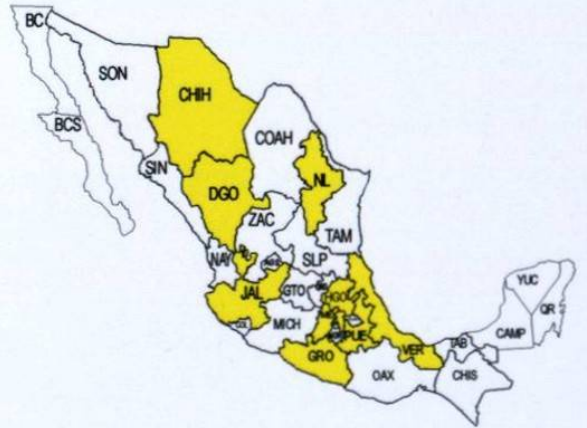 BC
SON
CHIH
BCS
COAH
SIN
NL
DGO
ZAC
TAM
NAY
SLP
JAL
GTO
HGO
YUC
QR
MICH
PUE
CAMP
VER
TAB
GRO
OAX
CHIS